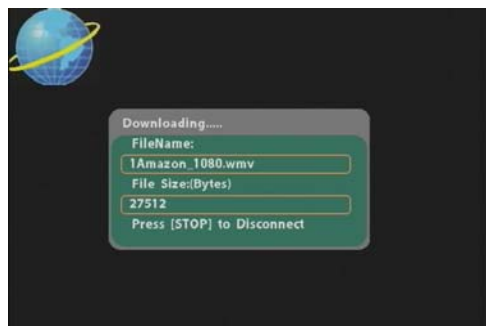 Downloading.....
FileName:
1Amazon_1080.wmv
File Size:(Bytes)
27512
Press [STOP] to Disconnect